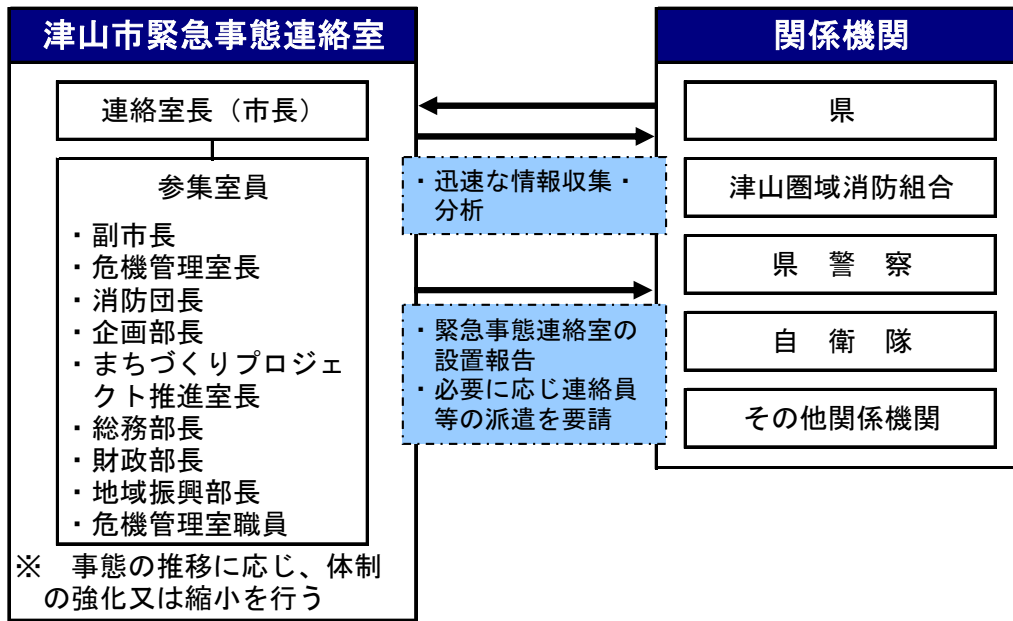 津山市緊急事態連絡室
連絡室長（市長）
参集室員
・副市長
・危機管理室長
・消防団長
・企画部長
・まちづくりプロジェ
クト推進室長
・総務部長
・財政部長
・地域振興部長
・危機管理室職員
※　事態の推移に応じ、体制
の強化又は縮小を行う
・迅速な情報収集・
分析
・緊急事態連絡室の
設置報告
・必要に応じ連絡員
等の派遣を要請
関係機関
県
津山圏域消防組合
県　警　察
自　衛　隊
その他関係機関